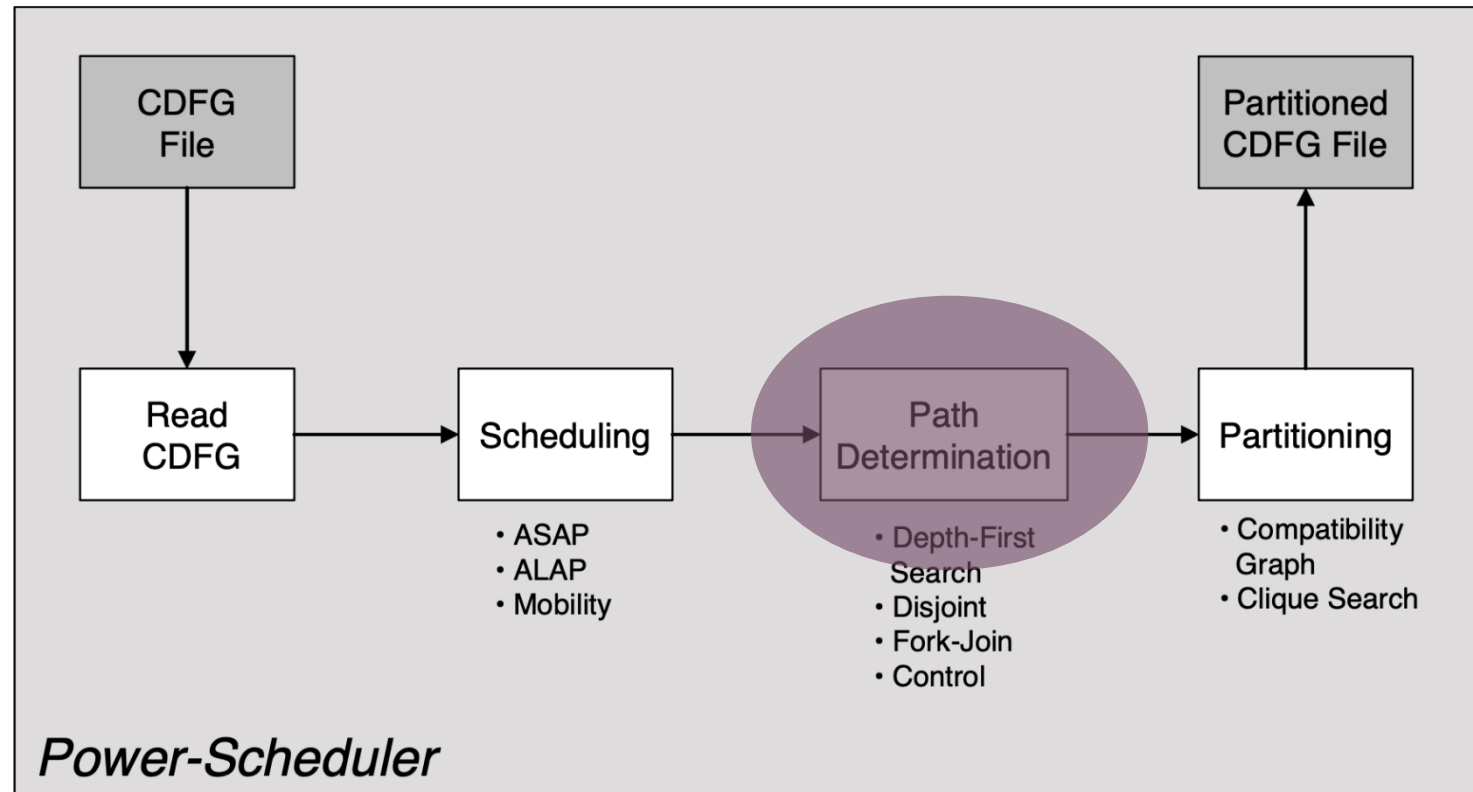 CDFG
File
Partitioned
CDFG File
Read
CDFG
Scheduling
Path
Determination
Partitioning
• ASAP
• ALAP
• Mobility
• Depth-First
Search
• Disjoint
• Fork-Join
• Control
• Compatibility
Graph
• Clique Search
Power-Scheduler